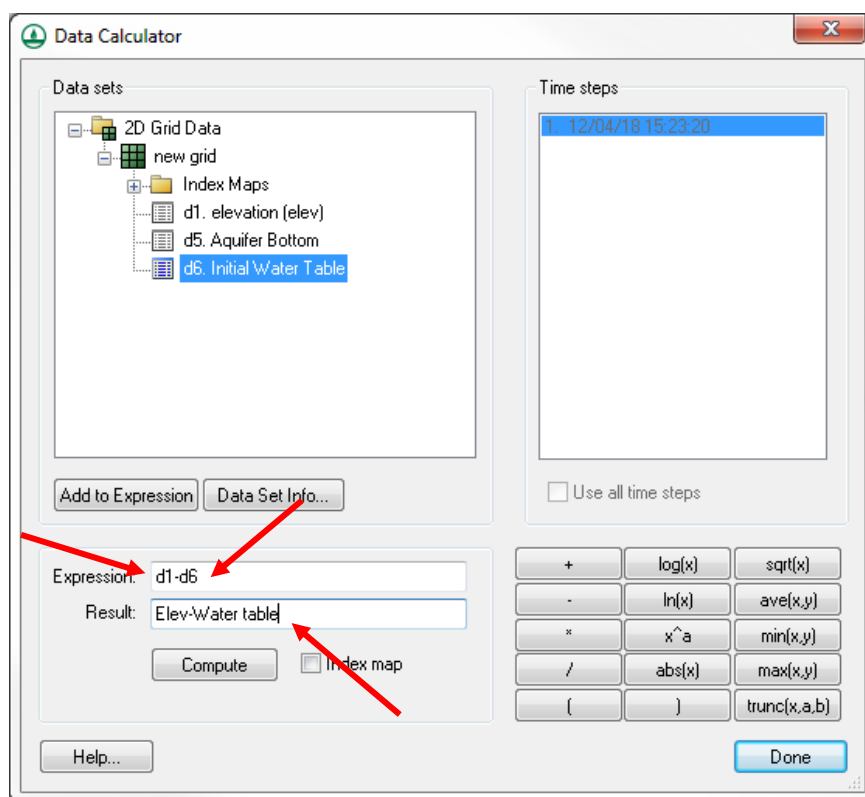 Data Calculator
Data sets
2D Grid Data
new grid
Index Maps
d1. elevation (elev)
d5. Aquifer Bottom
d6. Initial Water Table
Add to Expression
Data Set Info...
Time steps
1. 12/04/18 15:23:20
Use all time steps
Expression: d1-d6
Result: Elev-Water table
Compute
Index map
+ log(x) sqrt(x)
- ln(x) ave(x,y)
* x^a min(x,y)
/ abs(x) max(x,y)
( ) trunc(x,a,b)
Help...
Done